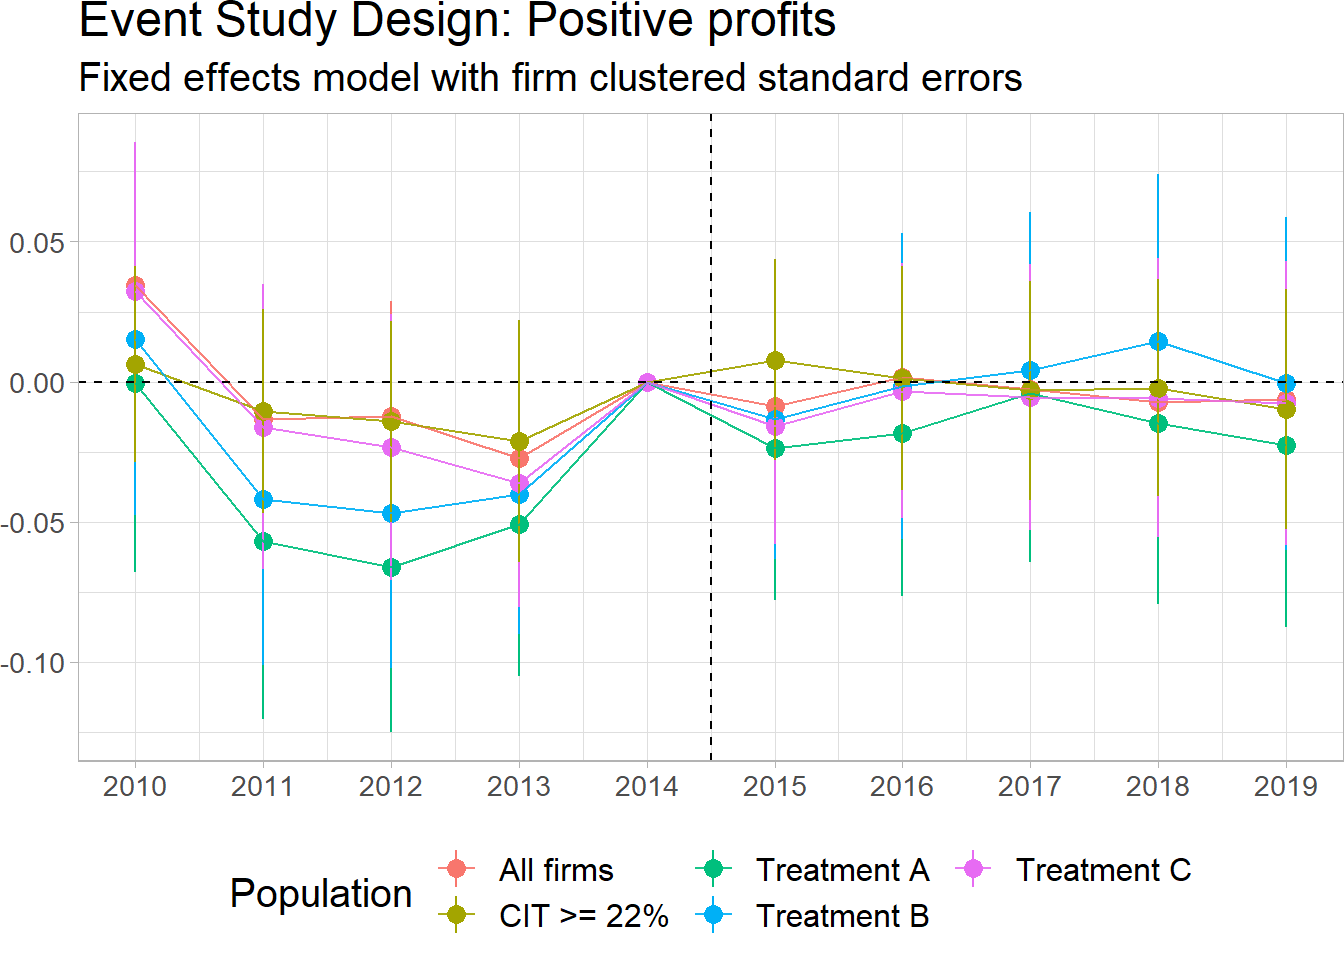 Event Study Design: Positive profits
Fixed effects model with firm clustered standard errors
0.05
0.00
-0.05
-0.10
2010 2011 2012 2013 2014 2015 2016 2017 2018 2019
Population
All firms Treatment A Treatment C
CIT >= 22% Treatment B